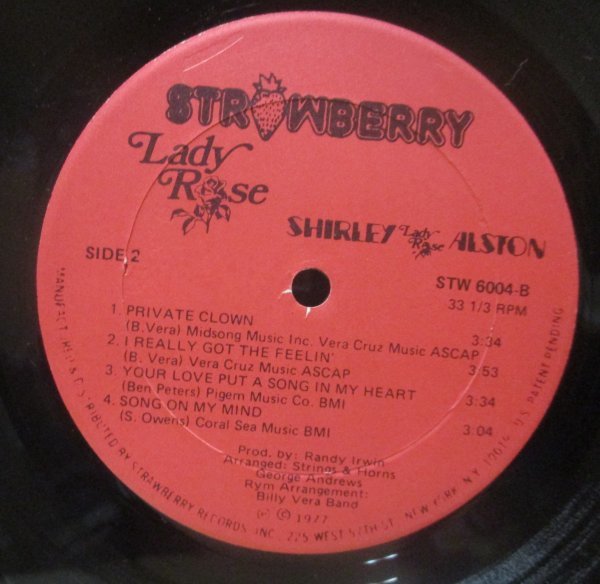 STRAWBERRY
Lady
Rose
SHIRLEY Lady Rose ALSTON
SIDE 2
STW 6004-B
33 1/3 RPM
1. PRIVATE CLOWN 3:34
(B.Vera) Midsong Music Inc. Vera Cruz Music ASCAP
2. I REALLY GOT THE FEELIN' 3:53
(B. Vera) Vera Cruz Music ASCAP
3. YOUR LOVE PUT A SONG IN MY HEART 3:34
(Ben Peters) Pigem Music Co. BMI
4. SONG ON MY MIND 3:04
(S. Owens) Coral Sea Music BMI
Prod. by: Randy Irwin
Arranged: Strings & Horns
George Andrews
Rym Arrangement:
Billy Vera Band
℗ © 1977
MANUFACTURED & DISTRIBUTED BY STRAWBERRY RECORDS, INC., 225 WEST 57TH ST. NEW YORK, N.Y. 10019 U.S. PATENT PENDING